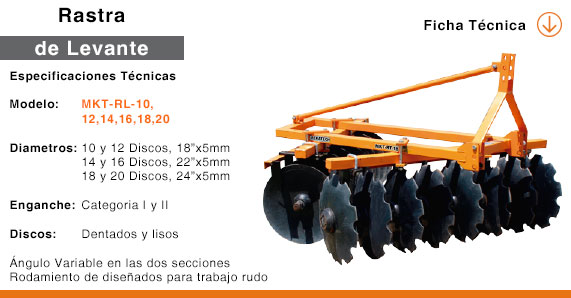 Rastra
de Levante
Ficha Técnica
Especificaciones Técnicas
Modelo: MKT-RL-10,
12,14,16,18,20
Diametros: 10 y 12 Discos, 18"x5mm
14 y 16 Discos, 22"x5mm
18 y 20 Discos, 24"x5mm
Enganche: Categoria I y II
Discos: Dentados y lisos
Ángulo Variable en las dos secciones
Rodamiento de diseñados para trabajo rudo